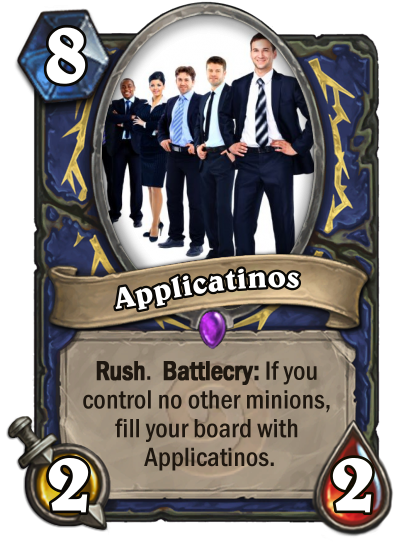 8
Applicatinos
Rush. Battlecry: If you
control no other minions,
fill your board with
Applicatinos.
2
2